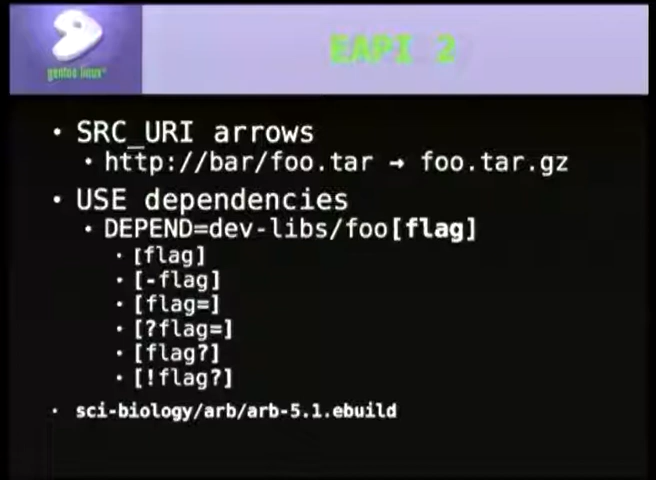 gentoo linux
EAPI 2
• SRC_URI arrows
• http://bar/foo.tar → foo.tar.gz
• USE dependencies
• DEPEND=dev-libs/foo[flag]
• [flag]
• [-flag]
• [flag=]
• [?flag=]
• [flag?]
• [!flag?]
• sci-biology/arb/arb-5.1.ebuild